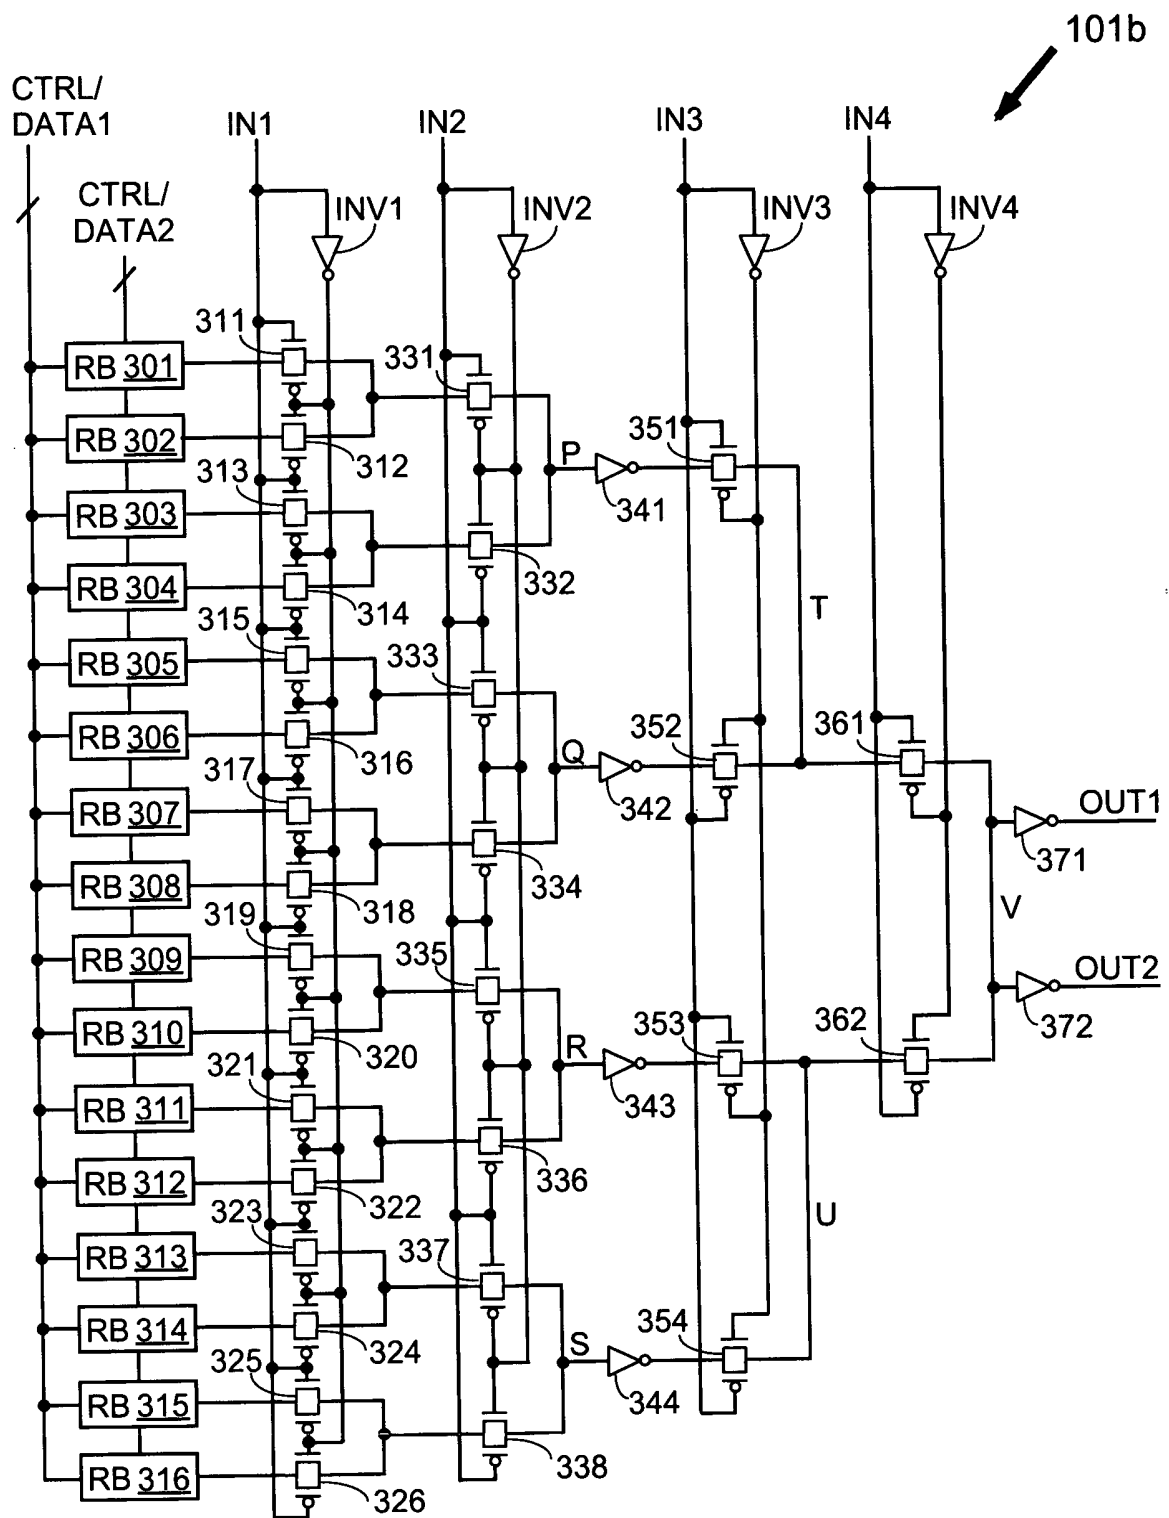 101b
CTRL/
DATA1
IN1
IN2
IN3
IN4
CTRL/
DATA2
INV1
INV2
INV3
INV4
311
RB 301
331
RB 302
312
351
P
313
341
RB 303
332
RB 304
314
T
315
333
RB 305
352
361
RB 306
316
Q
317
342
OUT1
RB 307
371
334
RB 308
318
V
319
335
RB 309
OUT2
362
RB 310
320
R
353
372
321
343
RB 311
336
RB 312
322
U
323
337
RB 313
354
RB 314
324
S
325
344
RB 315
338
RB 316
326